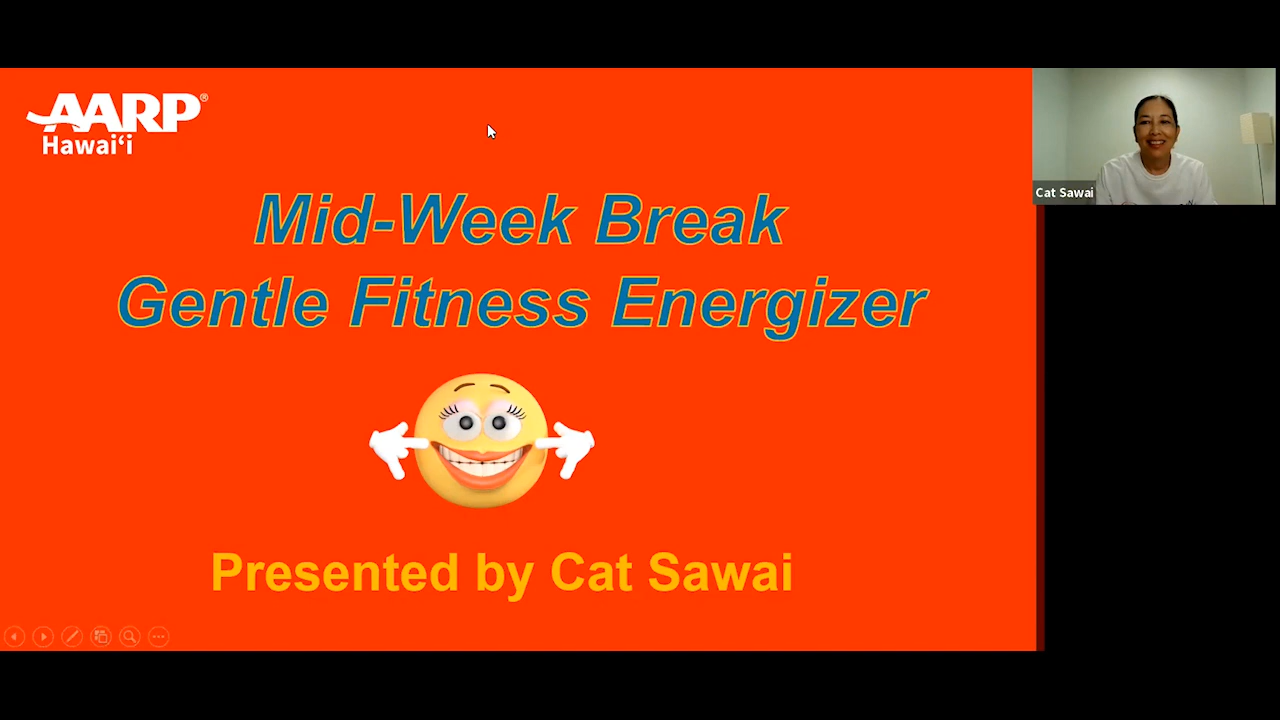 AARP®
Hawaiʻi
Mid-Week Break
Gentle Fitness Energizer
Presented by Cat Sawai
Cat Sawai